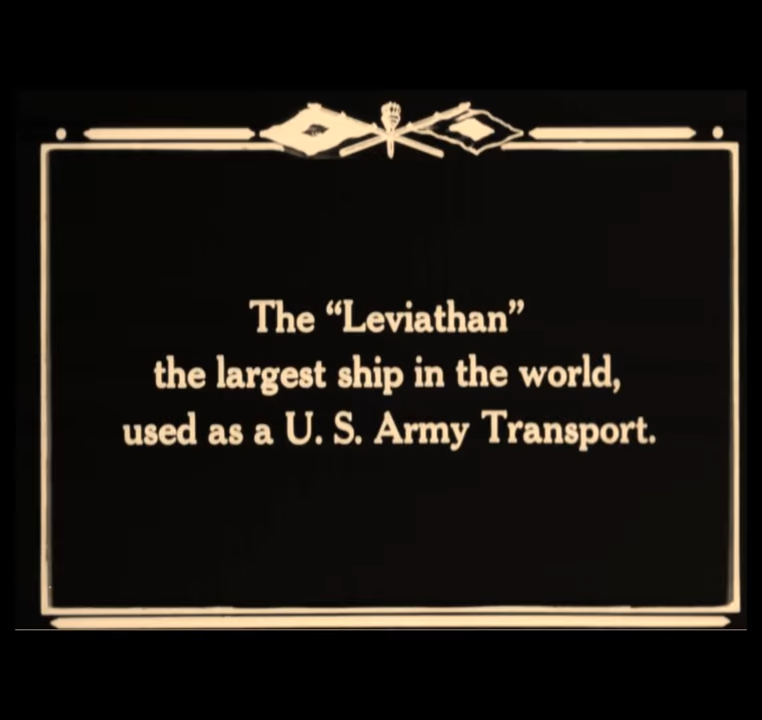 The “Leviathan”
the largest ship in the world,
used as a U. S. Army Transport.